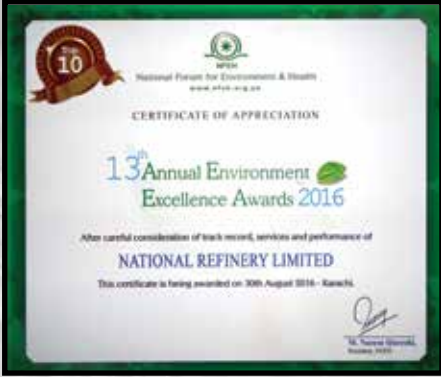 Top
10
NFEH
National Forum for Environment & Health
www.nfeh.org.pk
CERTIFICATE OF APPRECIATION
13th Annual Environment
Excellence Awards 2016
After careful consideration of track record, services and performance of
NATIONAL REFINERY LIMITED
This certificate is being awarded on 30th August 2016 - Karachi.
President, NFEH